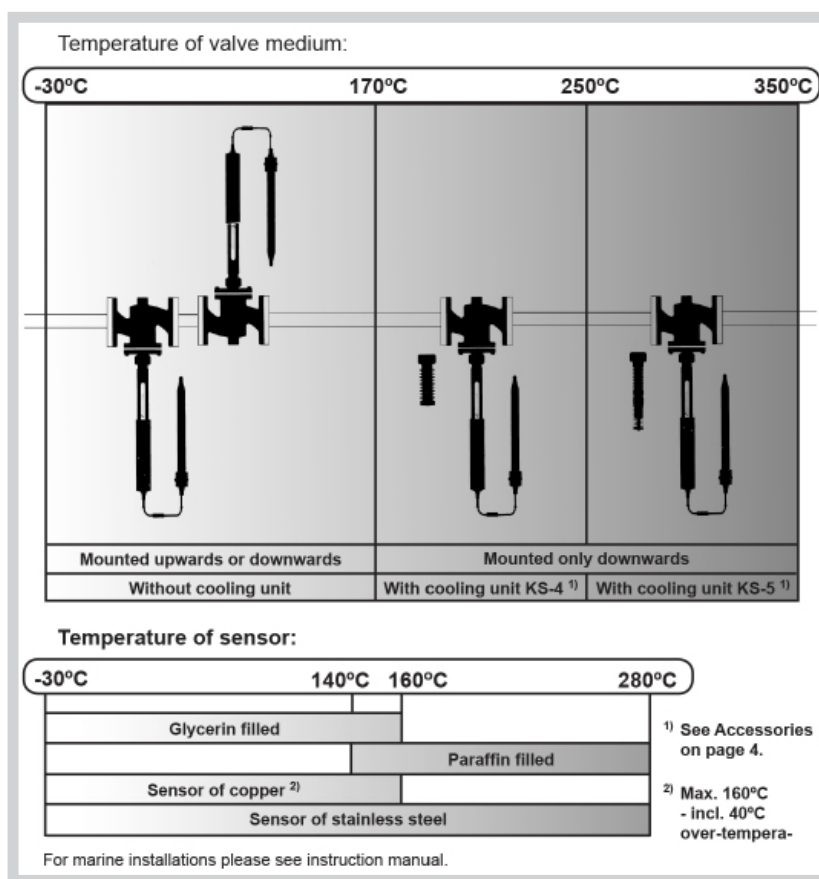 Temperature of valve medium:
-30ºC 170ºC 250ºC 350ºC
Mounted upwards or downwards Mounted only downwards
Without cooling unit With cooling unit KS-4 ¹⁾ With cooling unit KS-5 ¹⁾
Temperature of sensor:
-30ºC 140ºC 160ºC 280ºC
Glycerin filled
Paraffin filled
Sensor of copper ²⁾
Sensor of stainless steel
¹⁾ See Accessories
on page 4.
²⁾ Max. 160ºC
- incl. 40ºC
over-tempera-
For marine installations please see instruction manual.